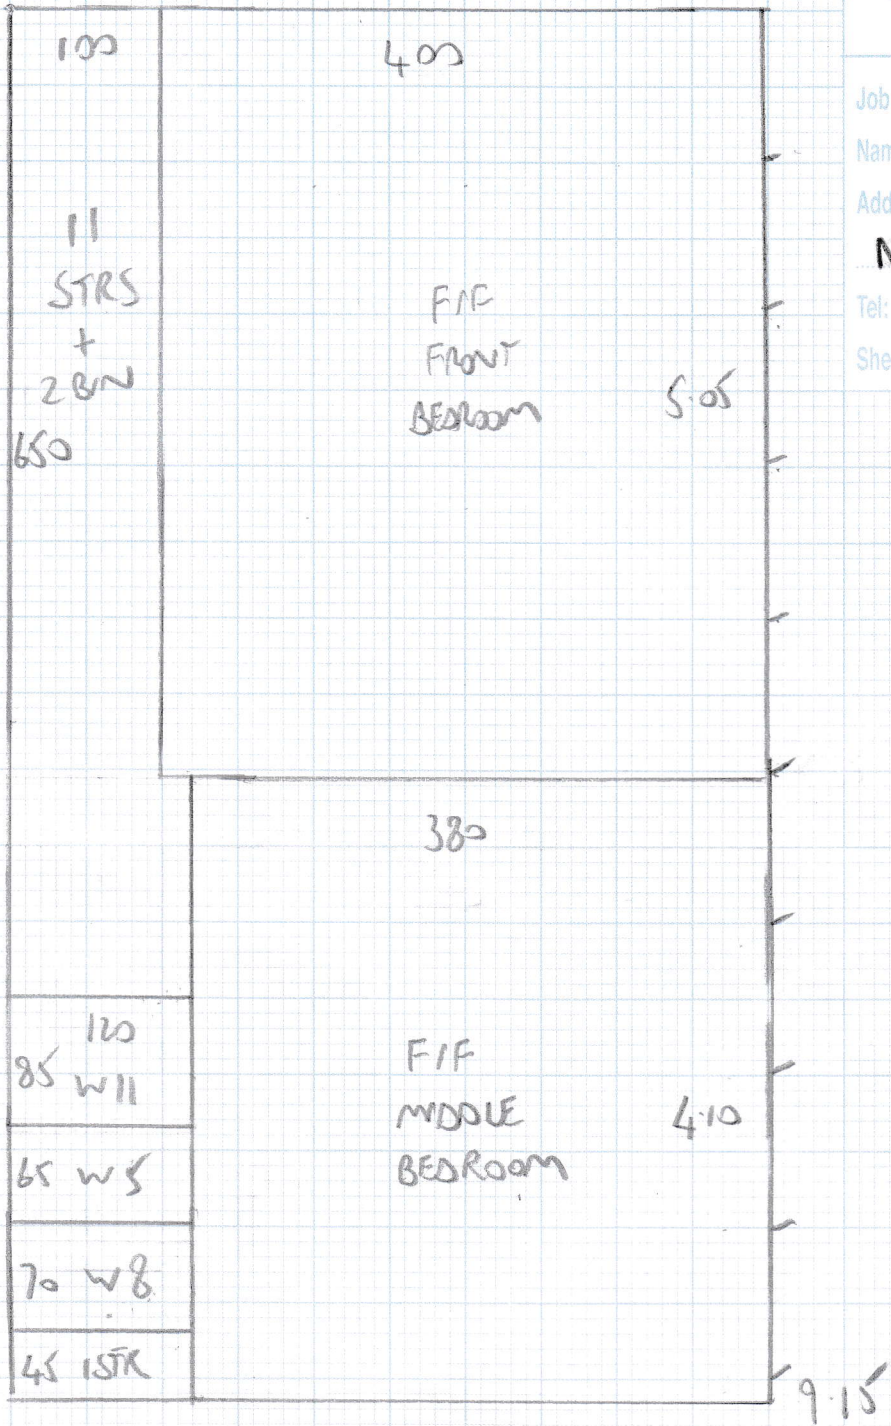 100
400
Job
Nam
Add
N
Tel:
She
11
STRS
+
2 B/N
650
F/F
FRONT
BEDROOM
5.05
380
120
85 W11
65 W5
70 W8
45 1STR
F/F
MIDDLE
BEDROOM
4.10
9.15